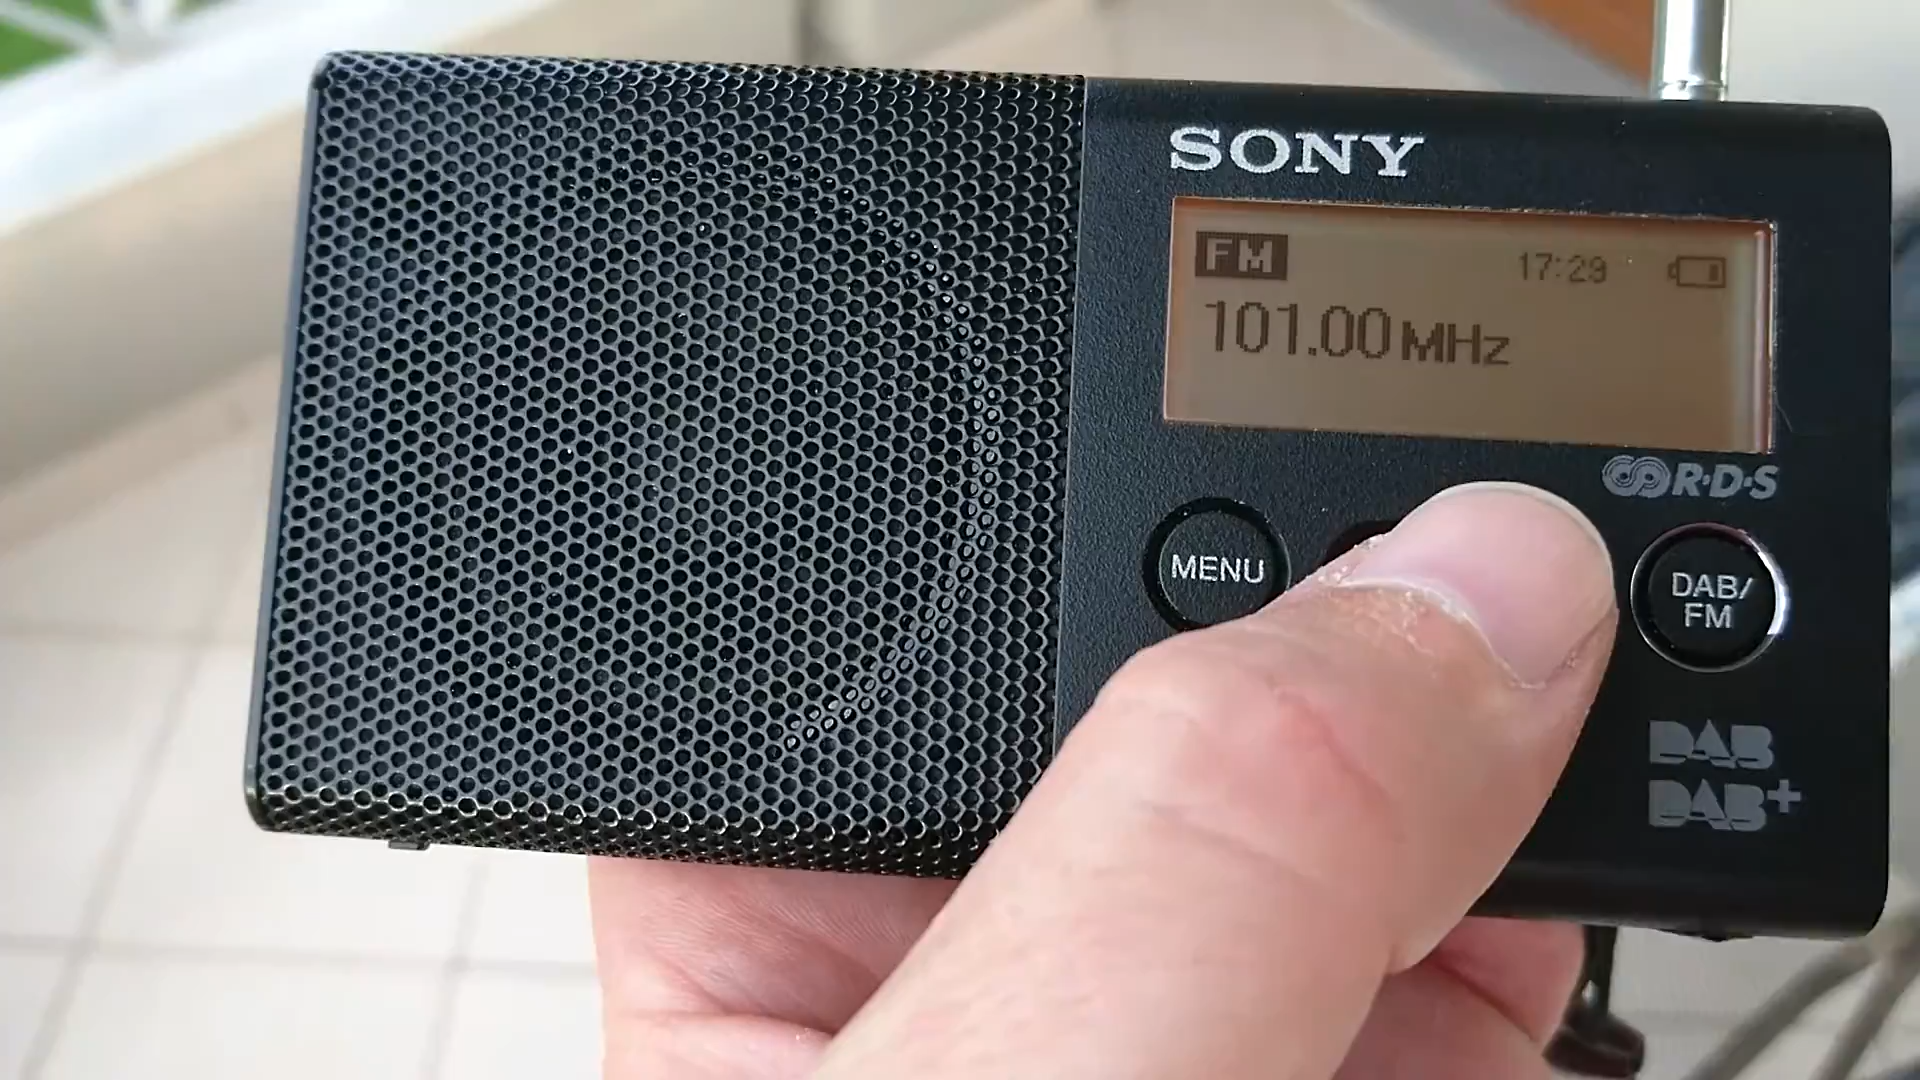 SONY
FM 17:29
101.00 MHz
R·D·S
MENU
DAB/
FM
DAB
DAB+